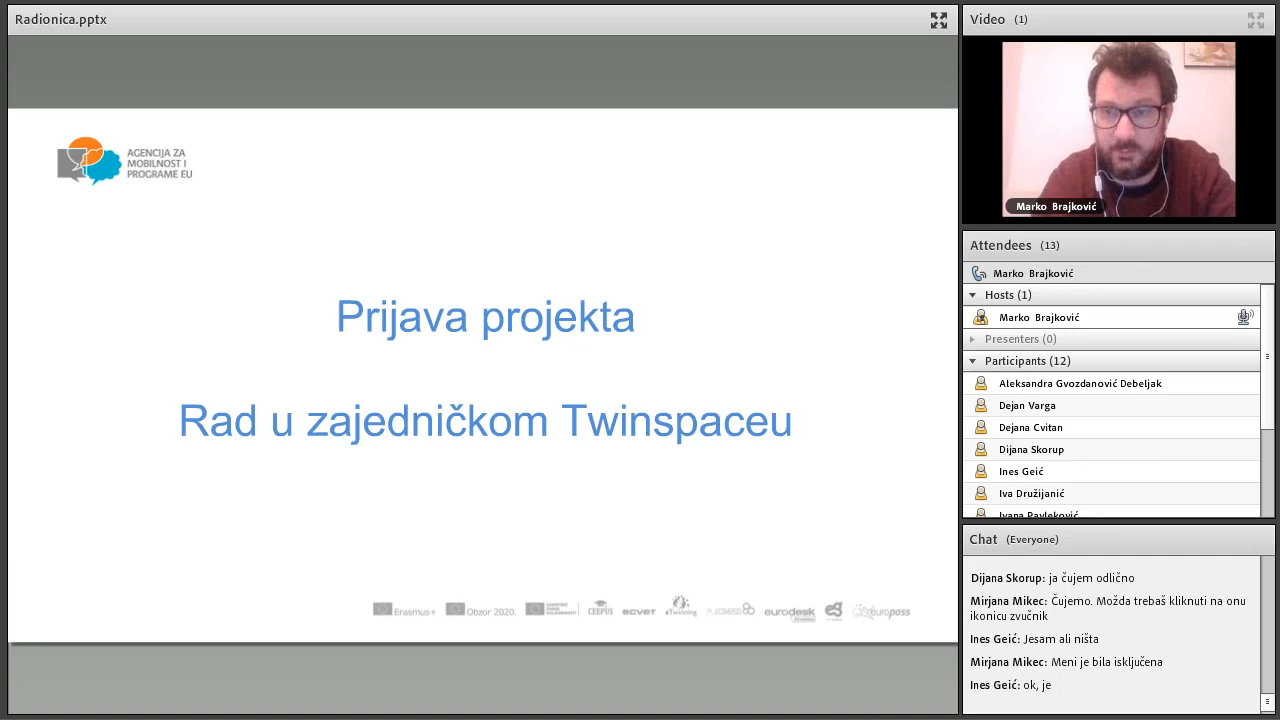 Radionica.pptx
AGENCIJA ZA
MOBILNOST I
PROGRAME EU
Prijava projekta
Rad u zajedničkom Twinspaceu
Erasmus+
Obzor 2020.
CEEPUS
ecvet
eTwinning
eurodesk
europass
Video (1)
Marko Brajković
Attendees (13)
Marko Brajković
Hosts (1)
Marko Brajković
Presenters (0)
Participants (12)
Aleksandra Gvozdanović Debeljak
Dejan Varga
Dejana Cvitan
Dijana Skorup
Ines Geić
Iva Družijanić
Ivana Pavleković
Chat (Everyone)
Dijana Skorup: ja čujem odlično
Mirjana Mikec: Čujemo. Možda trebaš kliknuti na onu
ikonicu zvučnik
Ines Geić: Jesam ali ništa
Mirjana Mikec: Meni je bila isključena
Ines Geić: ok, je